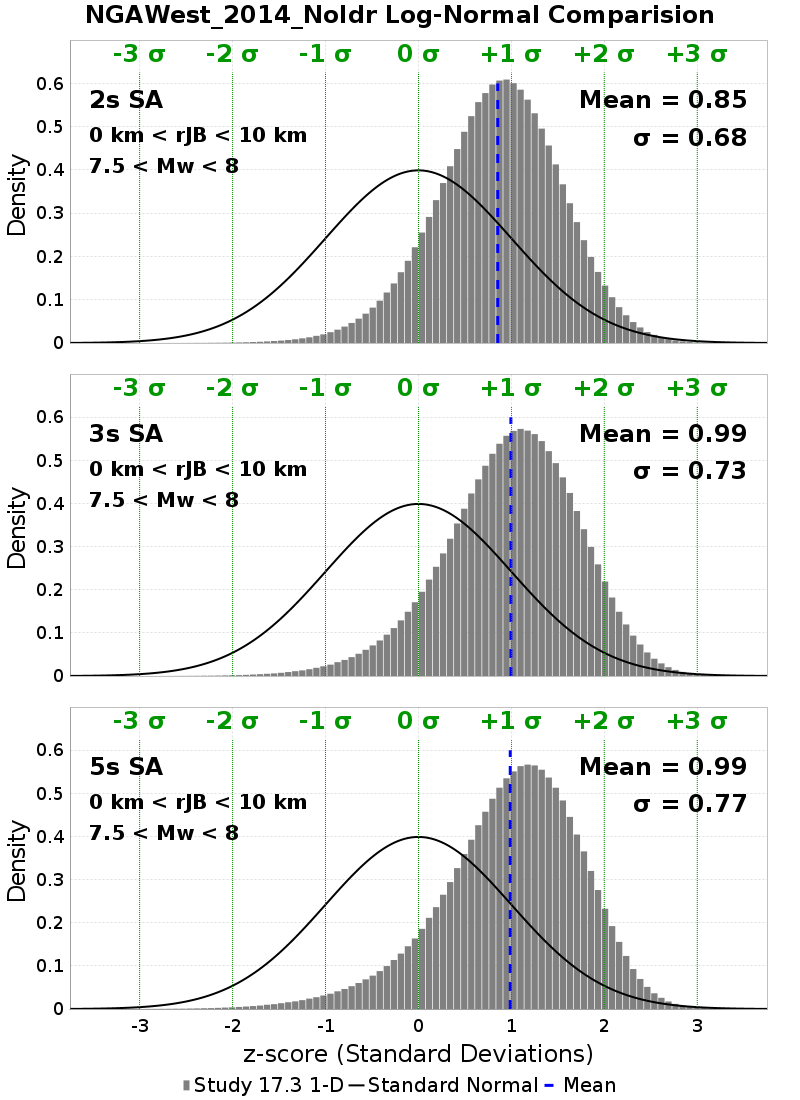 NGAWest_2014_NoIdr Log-Normal Comparision
-3 σ -2 σ -1 σ 0 σ +1 σ +2 σ +3 σ
2s SA
Mean = 0.85
0 km < rJB < 10 km
σ = 0.68
7.5 < Mw < 8
Density
0.6
0.5
0.4
0.3
0.2
0.1
0
-3 σ -2 σ -1 σ 0 σ +1 σ +2 σ +3 σ
3s SA
Mean = 0.99
0 km < rJB < 10 km
σ = 0.73
7.5 < Mw < 8
Density
0.6
0.5
0.4
0.3
0.2
0.1
0
-3 σ -2 σ -1 σ 0 σ +1 σ +2 σ +3 σ
5s SA
Mean = 0.99
0 km < rJB < 10 km
σ = 0.77
7.5 < Mw < 8
Density
0.6
0.5
0.4
0.3
0.2
0.1
0
-3 -2 -1 0 1 2 3
z-score (Standard Deviations)
Study 17.3 1-D Standard Normal Mean